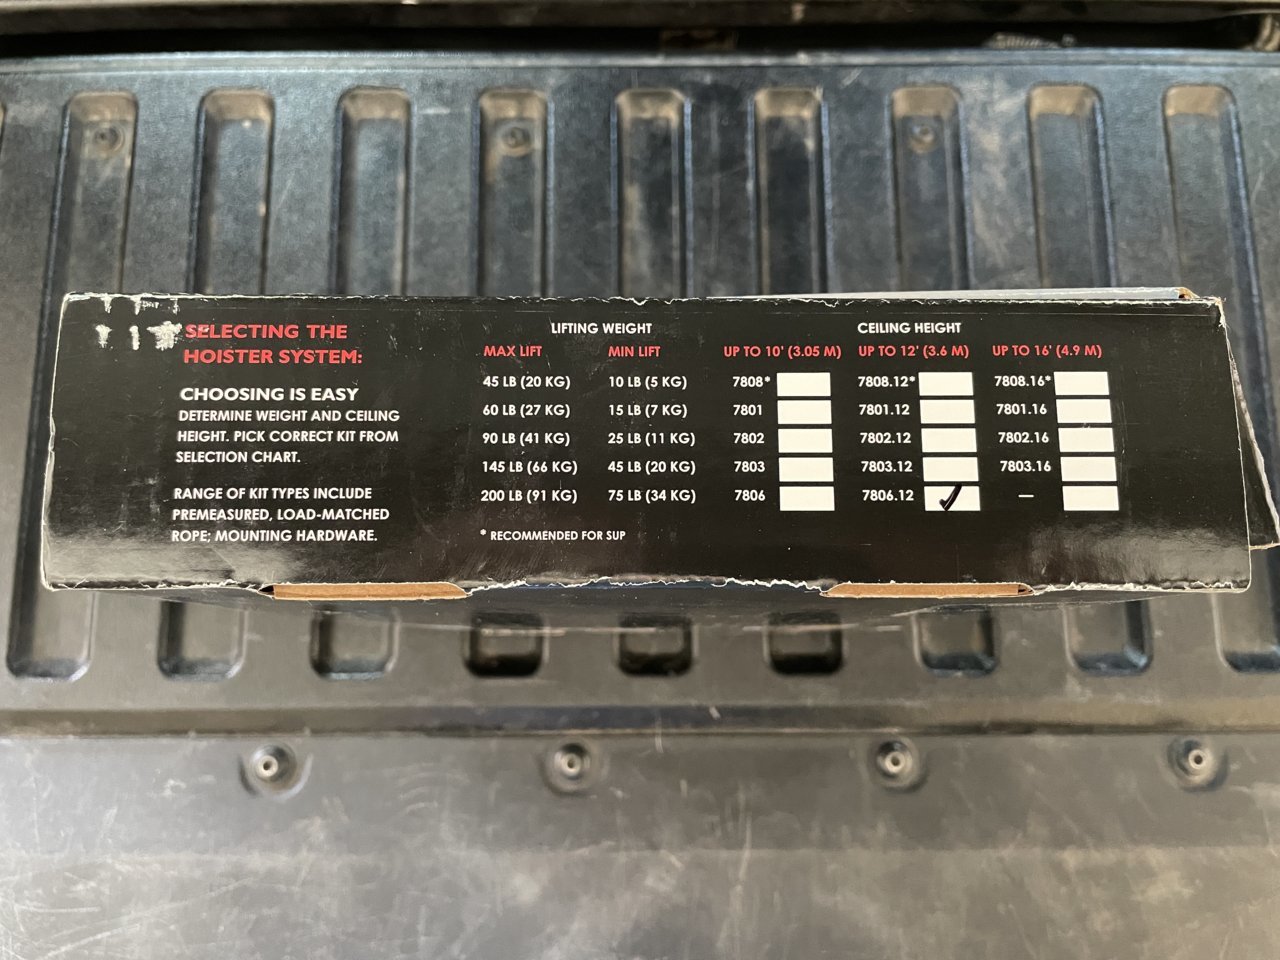 SELECTING THE
HOISTER SYSTEM:
CHOOSING IS EASY
DETERMINE WEIGHT AND CEILING
HEIGHT. PICK CORRECT KIT FROM
SELECTION CHART.
RANGE OF KIT TYPES INCLUDE
PREMEASURED, LOAD-MATCHED
ROPE; MOUNTING HARDWARE.
LIFTING WEIGHT CEILING HEIGHT
MAX LIFT MIN LIFT UP TO 10' (3.05 M) UP TO 12' (3.6 M) UP TO 16' (4.9 M)
45 LB (20 KG) 10 LB (5 KG) 7808* 7808.12* 7808.16*
60 LB (27 KG) 15 LB (7 KG) 7801 7801.12 7801.16
90 LB (41 KG) 25 LB (11 KG) 7802 7802.12 7802.16
145 LB (66 KG) 45 LB (20 KG) 7803 7803.12 7803.16
200 LB (91 KG) 75 LB (34 KG) 7806 7806.12 ✓ —
* RECOMMENDED FOR SUP